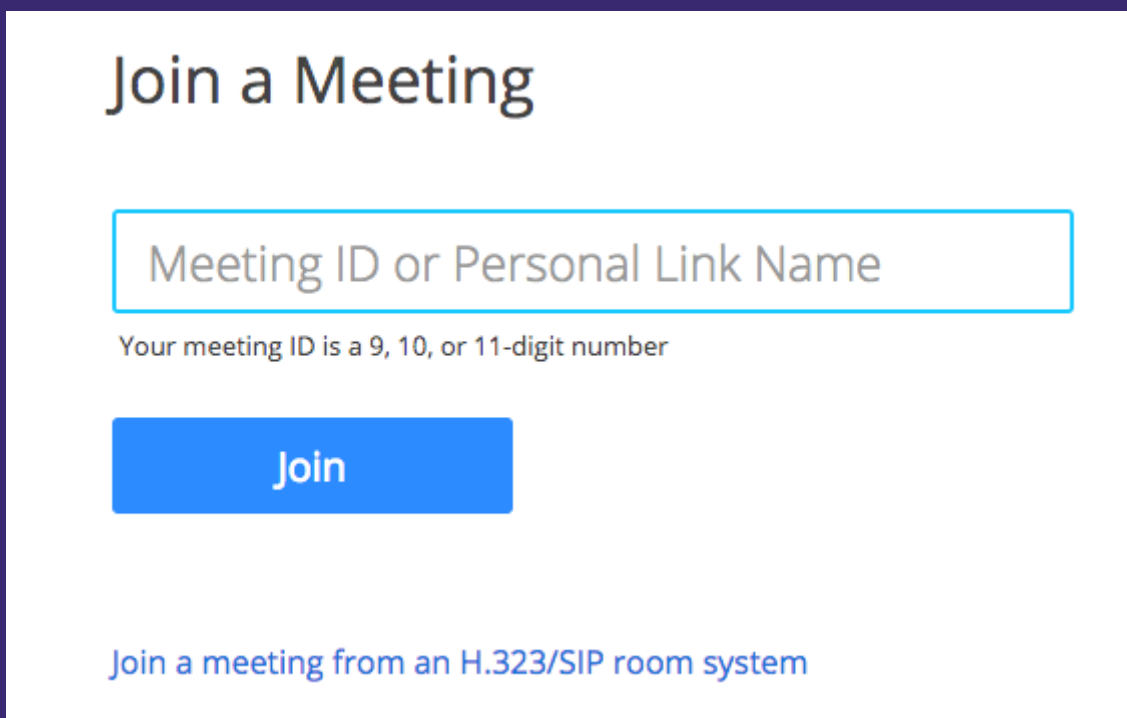 Join a Meeting
Meeting ID or Personal Link Name
Your meeting ID is a 9, 10, or 11-digit number
Join
Join a meeting from an H.323/SIP room system